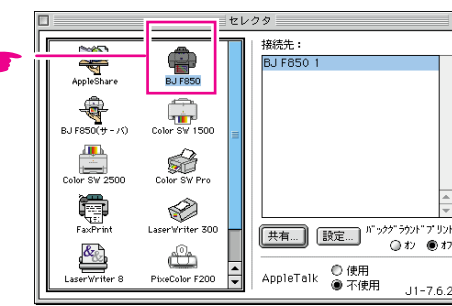 セレクタ
接続先：
BJ F850 1
AppleShare
BJ F850
BJ F850(サーバ)
Color SW 1500
Color SW 2500
Color SW Pro
FaxPrint
LaserWriter 300
LaserWriter 8
PixeColor F200
共有...
設定...
バックグラウンドプリント
オン
オフ
AppleTalk
使用
不使用
J1-7.6.2